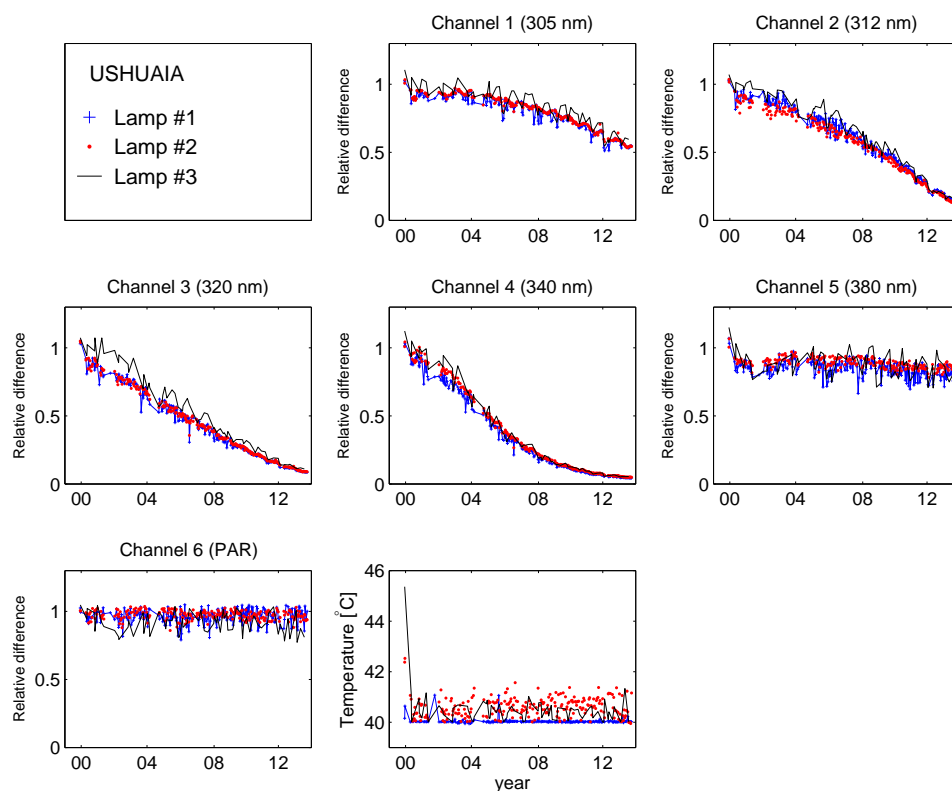 USHUAIA
Lamp #1
Lamp #2
Lamp #3
Channel 1 (305 nm)
Relative difference
1
0.5
0
00 04 08 12
Channel 2 (312 nm)
Relative difference
1
0.5
0
00 04 08 12
Channel 3 (320 nm)
Relative difference
1
0.5
0
00 04 08 12
Channel 4 (340 nm)
Relative difference
1
0.5
0
00 04 08 12
Channel 5 (380 nm)
Relative difference
1
0.5
0
00 04 08 12
Channel 6 (PAR)
Relative difference
1
0.5
0
00 04 08 12
Temperature [°C]
46
44
42
40
00 04 08 12
year